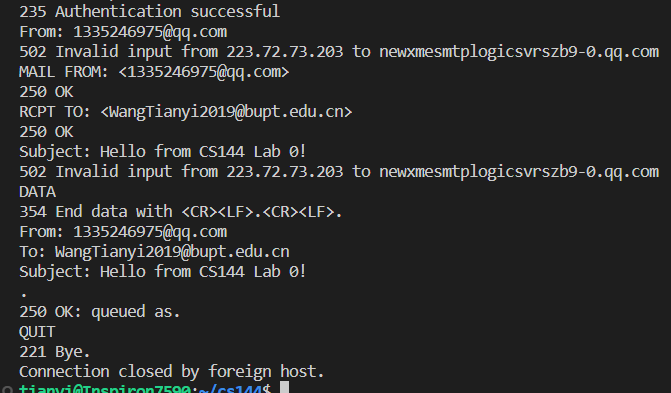 235 Authentication successful
From: 1335246975@qq.com
502 Invalid input from 223.72.73.203 to newxmesmtplogicsvrszb9-0.qq.com
MAIL FROM: <1335246975@qq.com>
250 OK
RCPT TO: <WangTianyi2019@bupt.edu.cn>
250 OK
Subject: Hello from CS144 Lab 0!
502 Invalid input from 223.72.73.203 to newxmesmtplogicsvrszb9-0.qq.com
DATA
354 End data with <CR><LF>.<CR><LF>.
From: 1335246975@qq.com
To: WangTianyi2019@bupt.edu.cn
Subject: Hello from CS144 Lab 0!
.
250 OK: queued as.
QUIT
221 Bye.
Connection closed by foreign host.
tianyi@Inspiron7590:~/cs144$